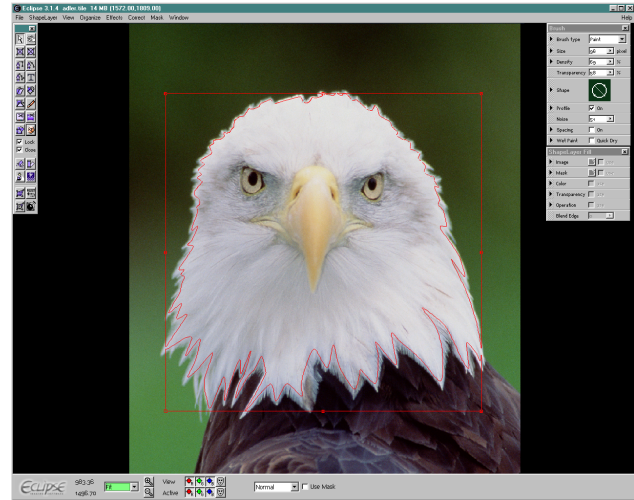 Eclipse 3.1.4 adler.tile 14 MB (1572.00,1009.00)
File ShapeLayer View Organize Effects Correct Mask Window Help
Lock
Close
Brush
Brush Type Paint
Size pixel
Density %
Transparency %
Shape
Profile On
Noise
Spacing On
Wet Paint Quick Dry
ShapeLayer Fill
Image
Mask
Color
Transparency
Operation
Blend Edge
ECLIPSE
983.36
1496.70
Fit
View
Active
Normal
Use Mask